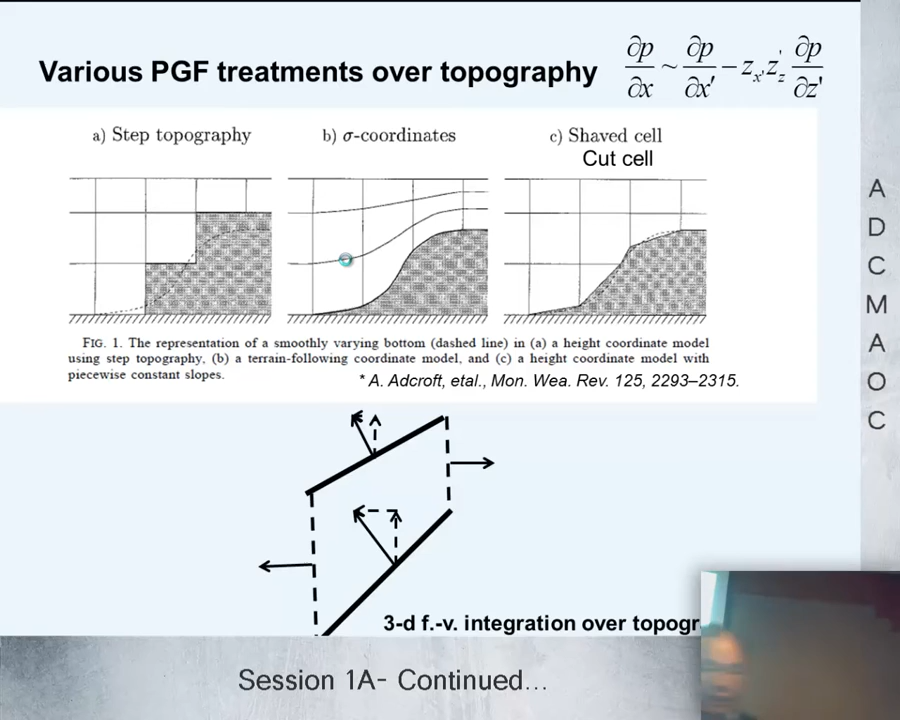 Various PGF treatments over topography
∂p/∂x ~ ∂p/∂x' − z_x' z'_z ∂p/∂z'
a) Step topography
b) σ-coordinates
c) Shaved cell
Cut cell
FIG. 1. The representation of a smoothly varying bottom (dashed line) in (a) a height coordinate model
using step topography, (b) a terrain-following coordinate model, and (c) a height coordinate model with
piecewise constant slopes.
* A. Adcroft, etal., Mon. Wea. Rev. 125, 2293–2315.
3-d f.-v. integration over topogr
Session 1A- Continued...
A
D
C
M
A
O
C